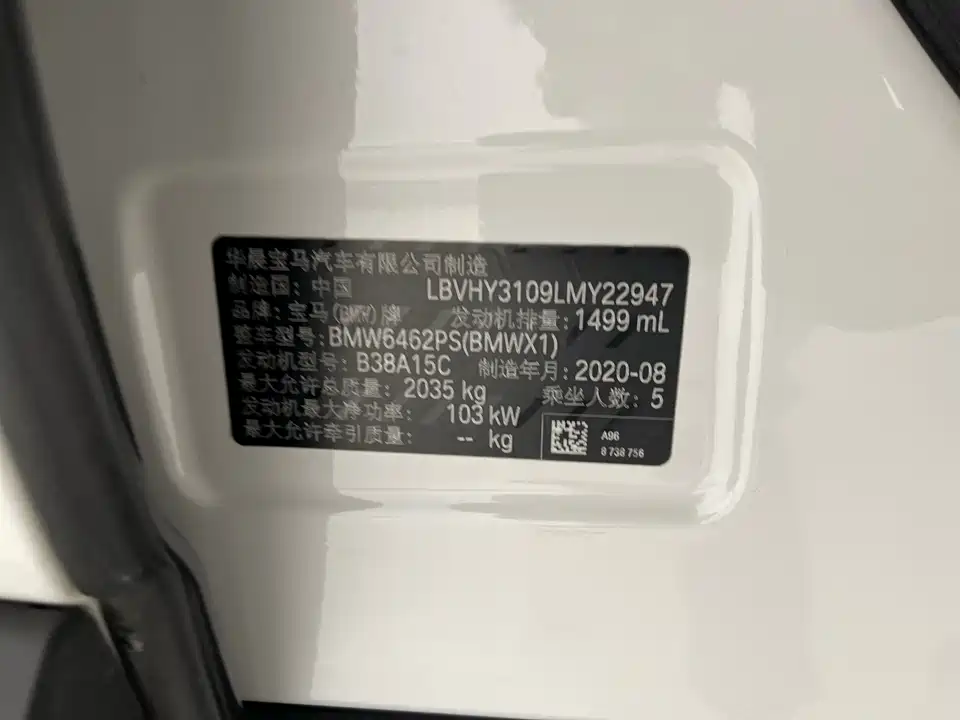 华晨宝马汽车有限公司制造
制造国：中国 LBVHY3109LMY22947
品牌：宝马(BMW)牌 发动机排量：1499 mL
整车型号：BMW6462PS(BMWX1)
发动机型号：B38A15C 制造年月：2020-08
最大允许总质量：2035 kg 乘坐人数：5
发动机最大净功率：103 kW
最大允许牵引质量：-- kg
A96
8 738 756